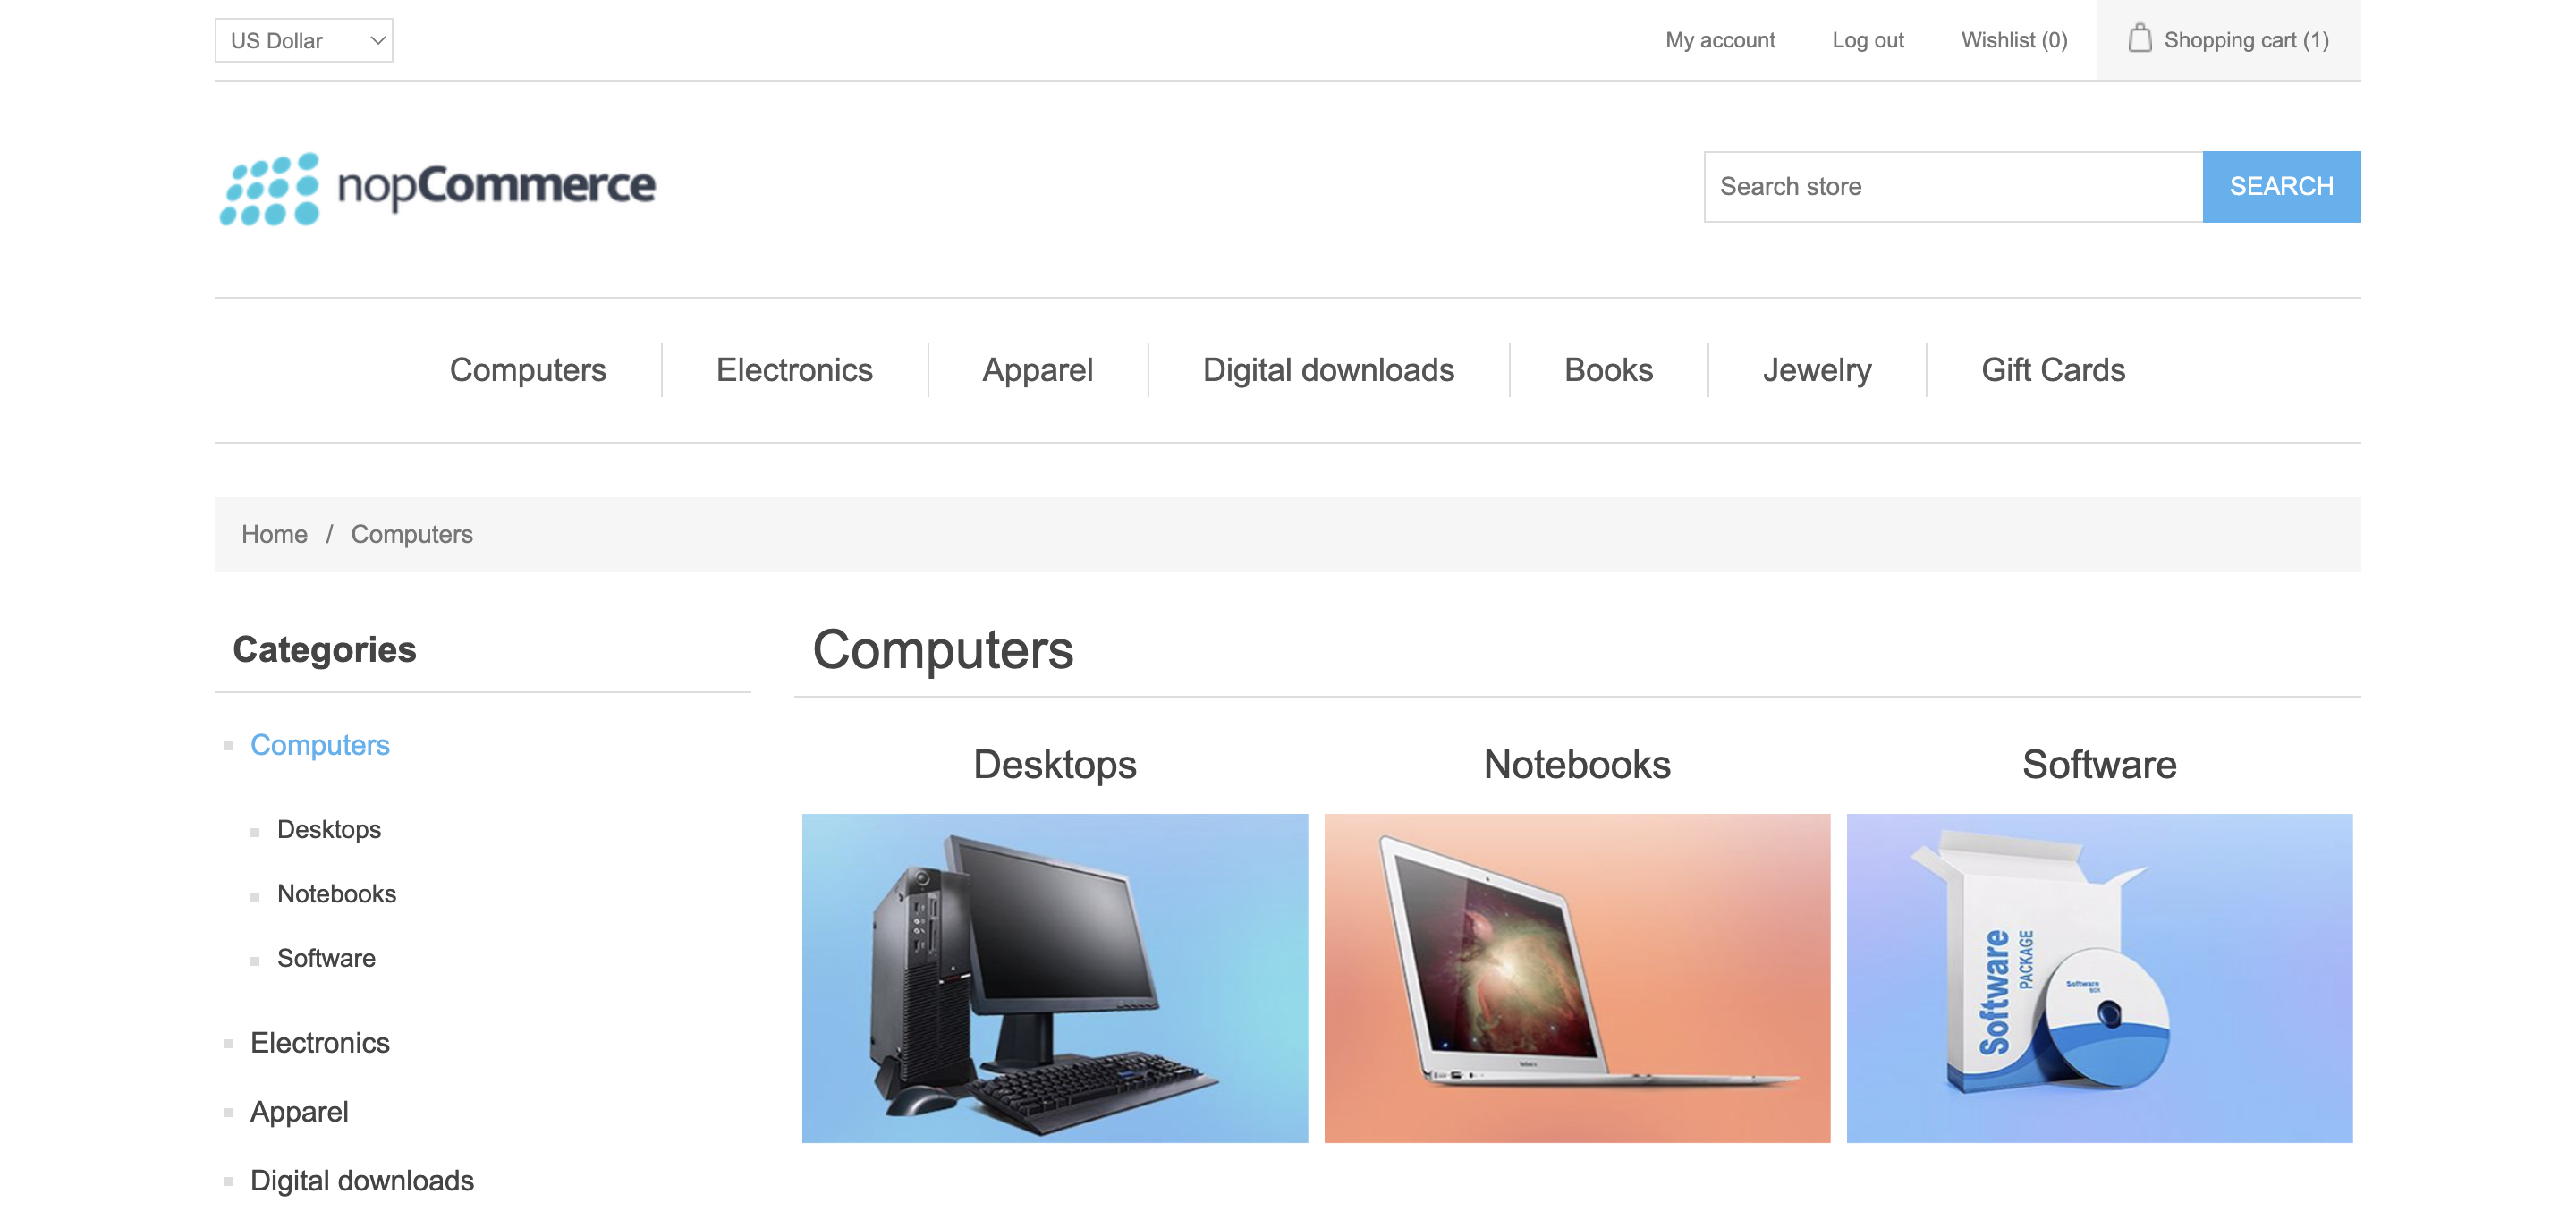 US Dollar
My account
Log out
Wishlist (0)
Shopping cart (1)
nopCommerce
Search store
SEARCH
Computers
Electronics
Apparel
Digital downloads
Books
Jewelry
Gift Cards
Home / Computers
Categories
Computers
Desktops
Notebooks
Software
Electronics
Apparel
Digital downloads
Computers
Desktops
Notebooks
Software
Software
PACKAGE
Software
BOX